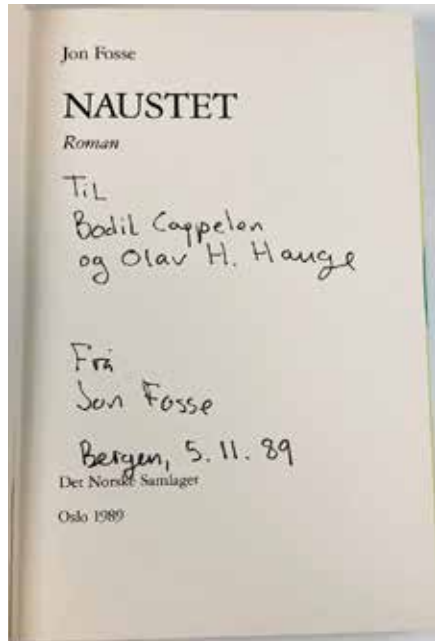 Jon Fosse
NAUSTET
Roman
Til
Bodil Cappelen
og Olav H. Hauge
Frå
Jon Fosse
Bergen, 5. 11. 89
Det Norske Samlaget
Oslo 1989